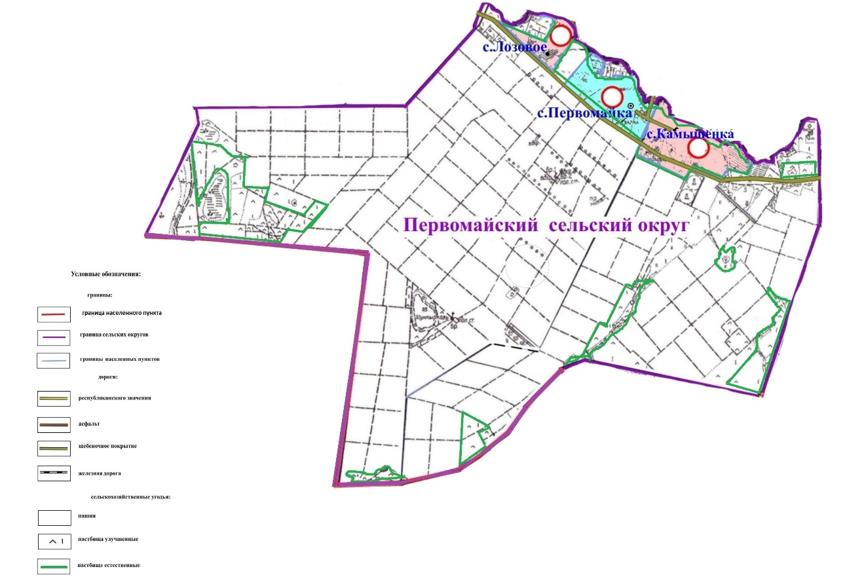 с.Лозовое
с.Первомайка
с.Камышенка
Первомайский сельский округ
Условные обозначения:
границы:
граница населенного пункта
граница сельских округов
границы населенных пунктов
дороги:
республиканского значения
асфальт
щебеночное покрытие
железная дорога
сельскохозяйственные угодья:
пашня
пастбища улучшенные
пастбище естественные